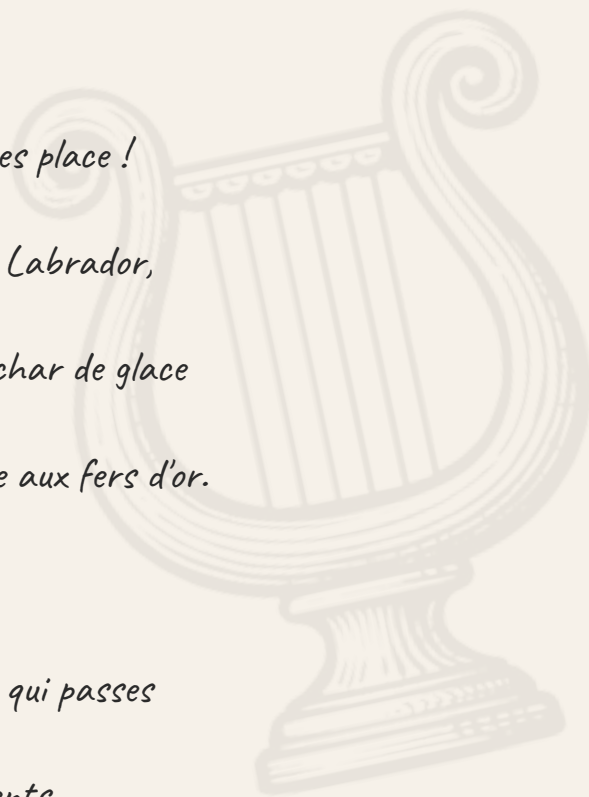 es place !
Labrador,
char de glace
e aux fers d'or.
qui passes